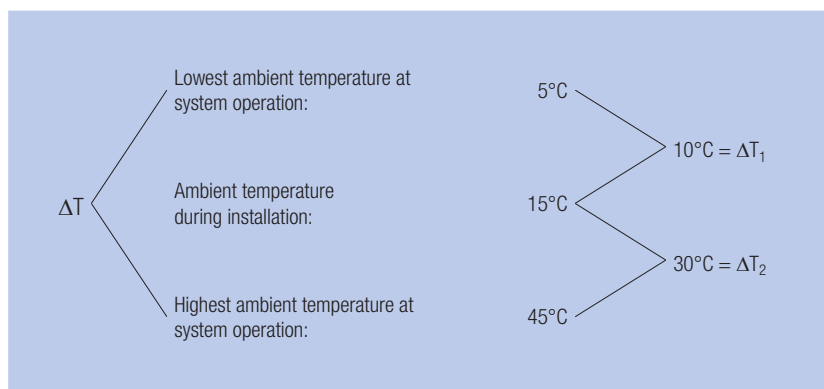 Lowest ambient temperature at
system operation:
5°C
10°C = ΔT₁
Ambient temperature
during installation:
ΔT
15°C
30°C = ΔT₂
Highest ambient temperature at
system operation:
45°C